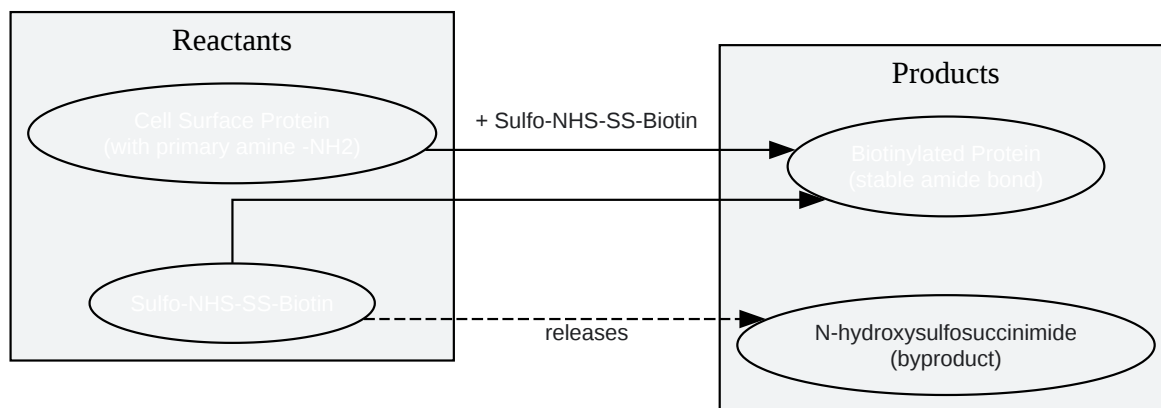 Reactants
Cell Surface Protein
(with primary amine -NH2)
Sulfo-NHS-SS-Biotin
+ Sulfo-NHS-SS-Biotin
releases
Products
Biotinylated Protein
(stable amide bond)
N-hydroxysulfosuccinimide
(byproduct)